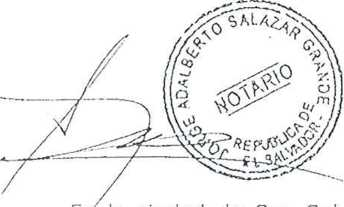 JORGE ADALBERTO SALAZAR GRANDE
NOTARIO
REPUBLICA DE
EL SALVADOR.